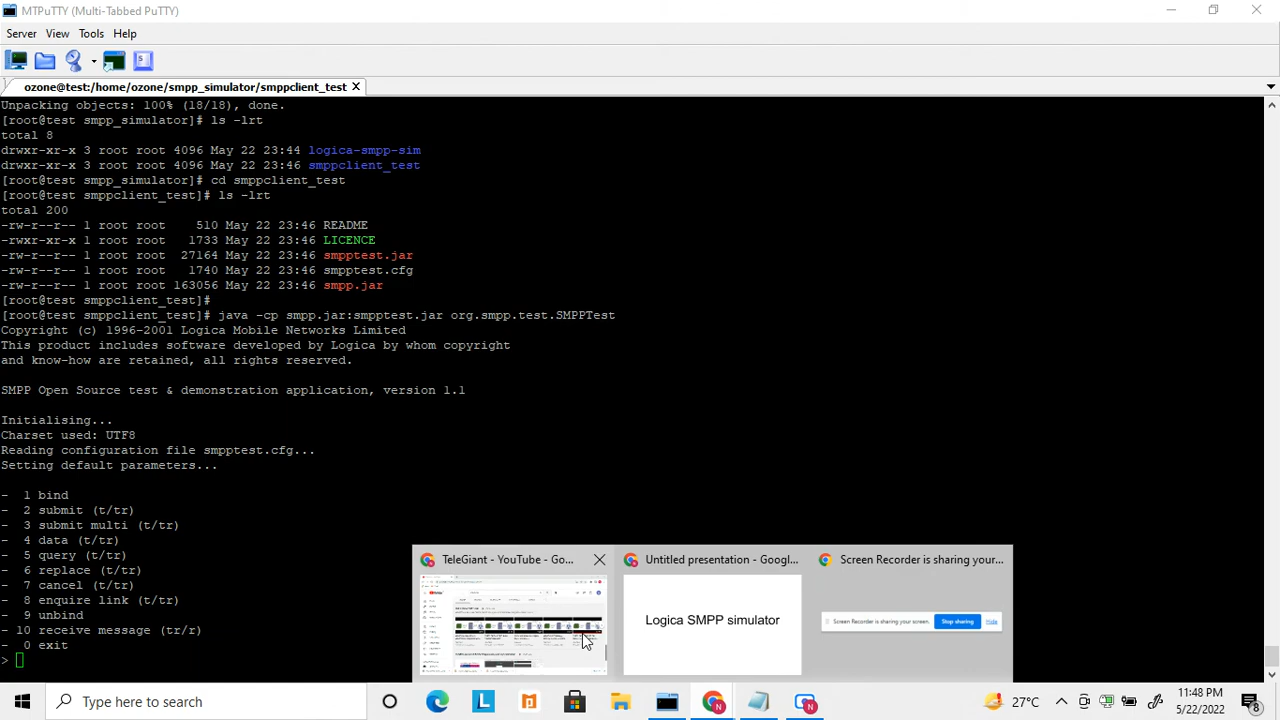 MTPuTTY (Multi-Tabbed PuTTY)
Server View Tools Help
ozone@test:/home/ozone/smpp_simulator/smppclient_test
Unpacking objects: 100% (18/18), done.
[root@test smpp_simulator]# ls -lrt
total 8
drwxr-xr-x 3 root root 4096 May 22 23:44 logica-smpp-sim
drwxr-xr-x 3 root root 4096 May 22 23:46 smppclient_test
[root@test smpp_simulator]# cd smppclient_test
[root@test smppclient_test]# ls -lrt
total 200
-rw-r--r-- 1 root root 510 May 22 23:46 README
-rwxr-xr-x 1 root root 1733 May 22 23:46 LICENCE
-rw-r--r-- 1 root root 27164 May 22 23:46 smpptest.jar
-rw-r--r-- 1 root root 1740 May 22 23:46 smpptest.cfg
-rw-r--r-- 1 root root 163056 May 22 23:46 smpp.jar
[root@test smppclient_test]#
[root@test smppclient_test]# java -cp smpp.jar:smpptest.jar org.smpp.test.SMPPTest
Copyright (c) 1996-2001 Logica Mobile Networks Limited
This product includes software developed by Logica by whom copyright
and know-how are retained, all rights reserved.
SMPP Open Source test & demonstration application, version 1.1
Initialising...
Charset used: UTF8
Reading configuration file smpptest.cfg...
Setting default parameters...
- 1 bind
- 2 submit (t/tr)
- 3 submit multi (t/tr)
- 4 data (t/tr)
- 5 query (t/tr)
- 6 replace (t/tr)
- 7 cancel (t/tr)
- 8 enquire link (t/tr)
- 9 unbind
- 10 receive message (t/tr)
- 0 exit
>
TeleGiant - YouTube - Go... Untitled presentation - Googl... Screen Recorder is sharing your...
Logica SMPP simulator
Screen Recorder is sharing your screen. Stop sharing Hide
Type here to search
27°C
11:48 PM
5/22/2022
8